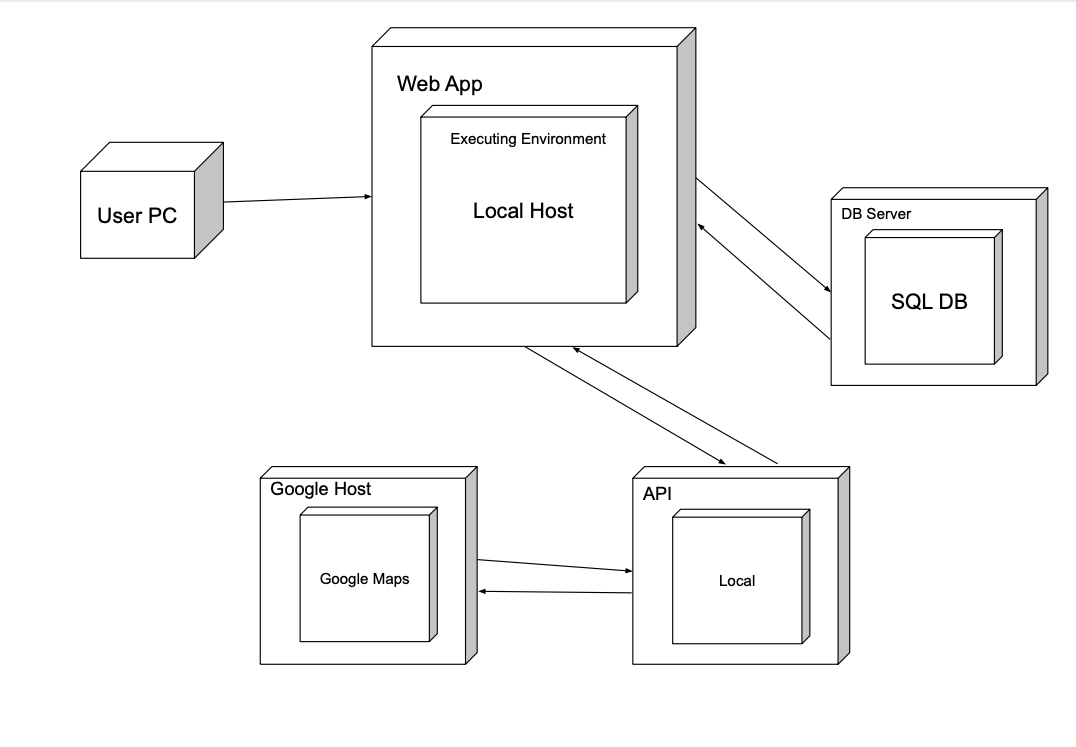 Web App
Executing Environment
Local Host
User PC
DB Server
SQL DB
Google Host
Google Maps
API
Local